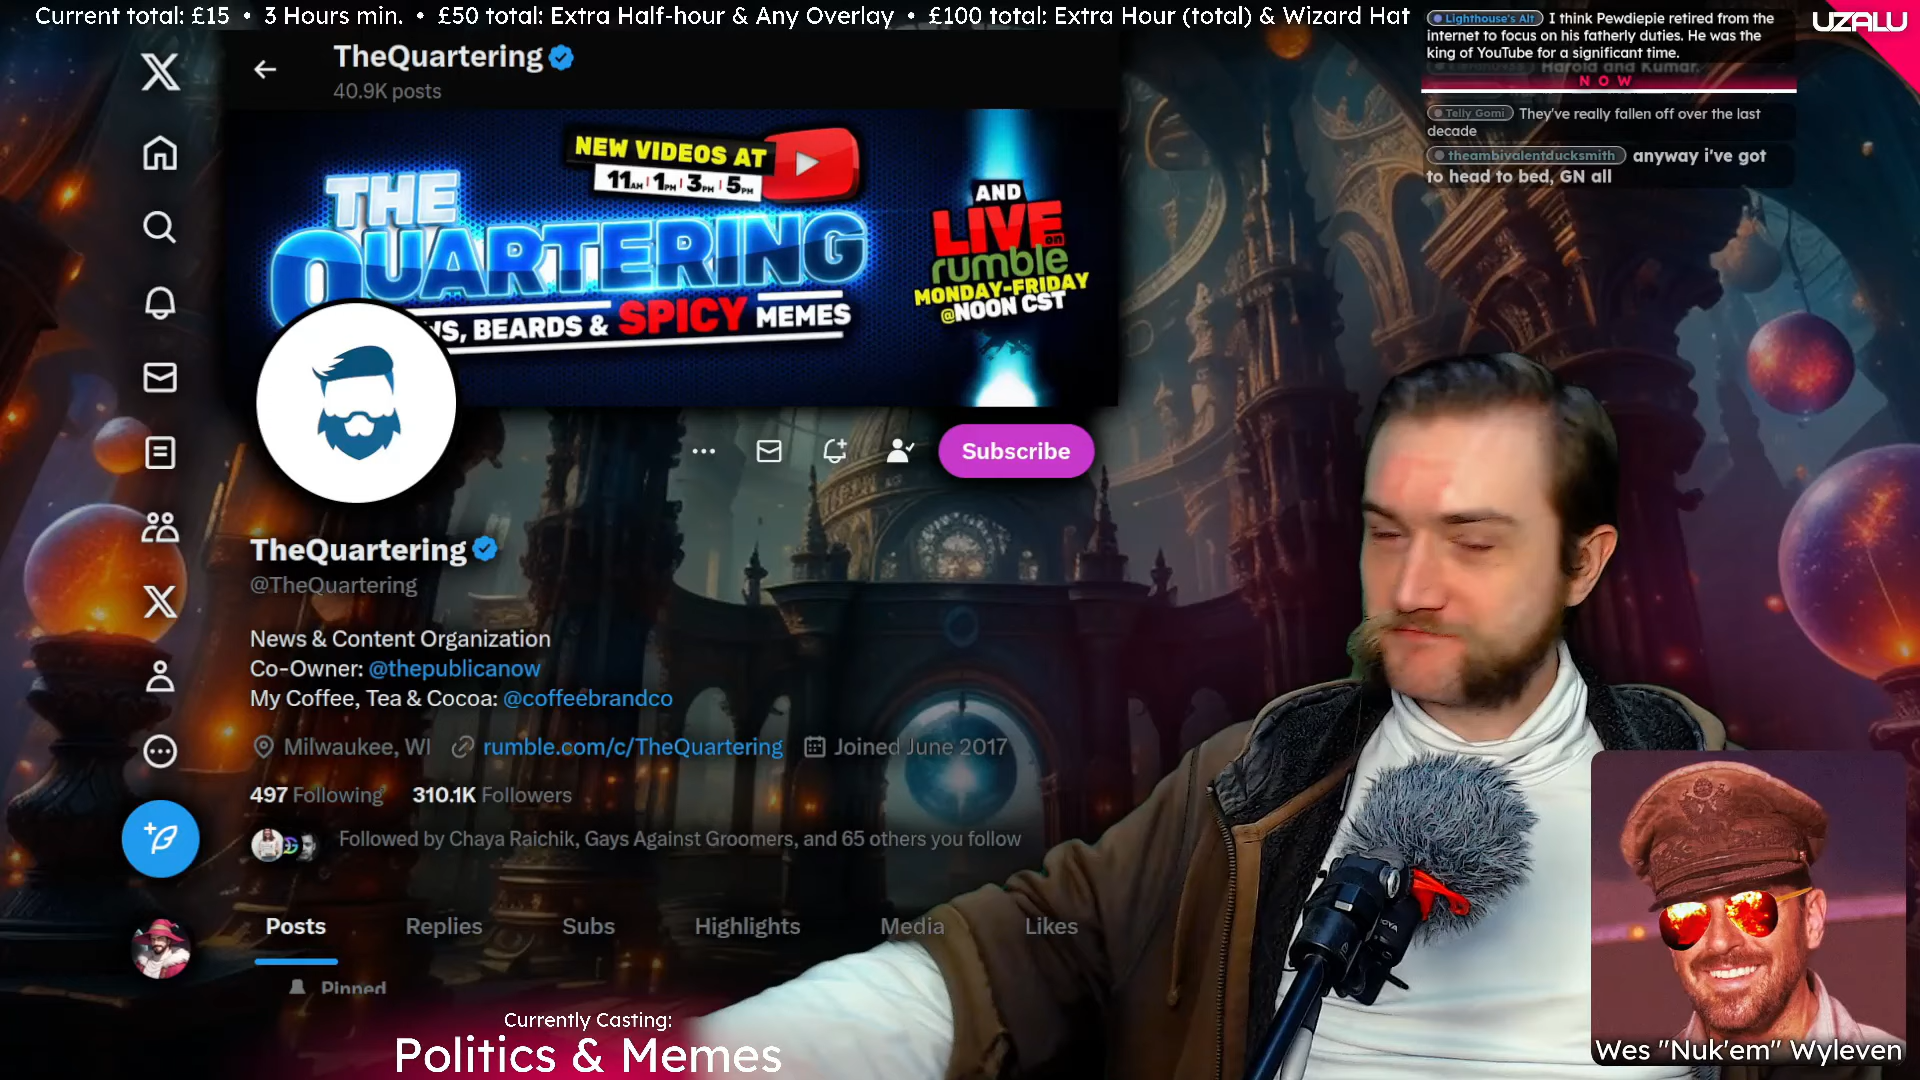 Current total: £15 • 3 Hours min. • £50 total: Extra Half-hour & Any Overlay • £100 total: Extra Hour (total) & Wizard Hat
Lighthouse's Alt I think Pewdiepie retired from the
internet to focus on his fatherly duties. He was the
king of YouTube for a significant time.
Harold and Kumar.
NOW
Telly Gomi They've really fallen off over the last
decade
theambivalentducksmith anyway i've got
to head to bed, GN all
UZALU
TheQuartering
40.9K posts
NEW VIDEOS AT
11AM | 1PM | 3PM | 5PM
THE
QUARTERING
WS, BEARDS & SPICY MEMES
AND
LIVE on
rumble
MONDAY-FRIDAY
@NOON CST
Subscribe
TheQuartering
@TheQuartering
News & Content Organization
Co-Owner: @thepublicanow
My Coffee, Tea & Cocoa: @coffeebrandco
Milwaukee, WI rumble.com/c/TheQuartering Joined June 2017
497 Following 310.1K Followers
Followed by Chaya Raichik, Gays Against Groomers, and 65 others you follow
Posts Replies Subs Highlights Media Likes
Pinned
Currently Casting:
Politics & Memes
Wes "Nuk'em" Wyleven